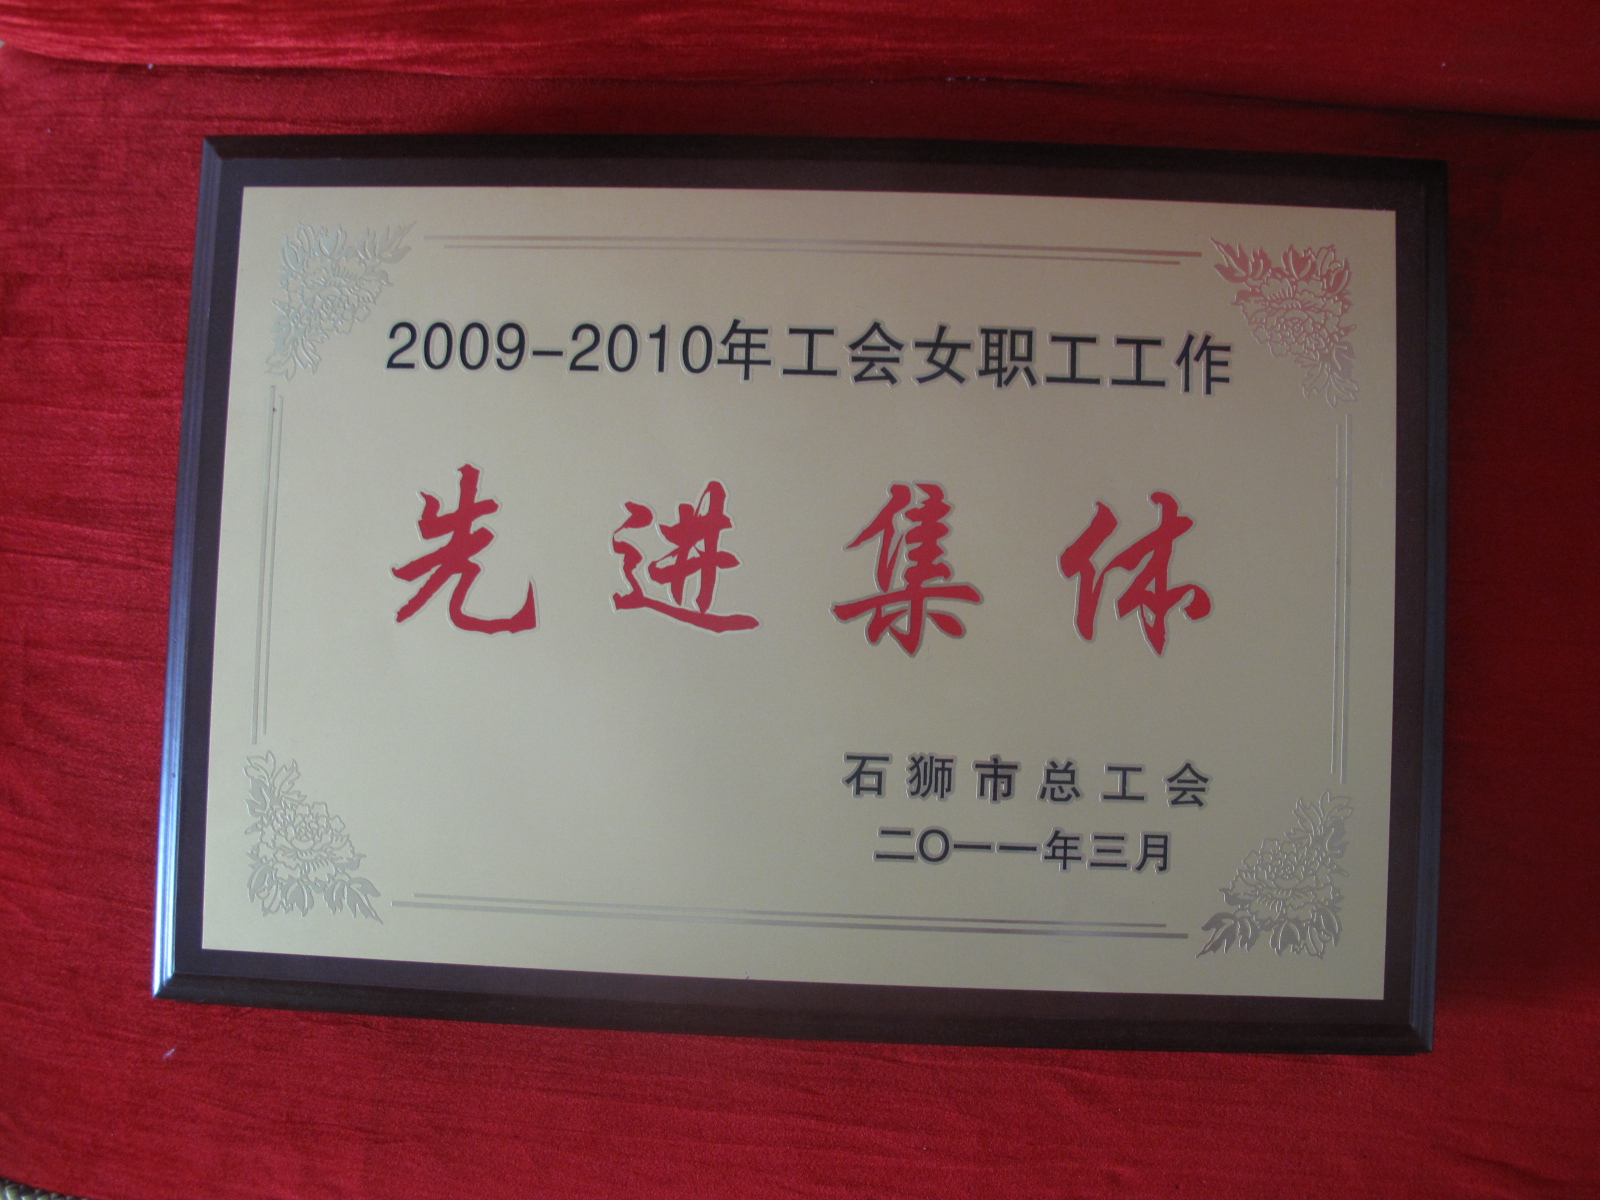 2009-2010年工会女职工工作
先进集体
石狮市总工会
二〇一一年三月